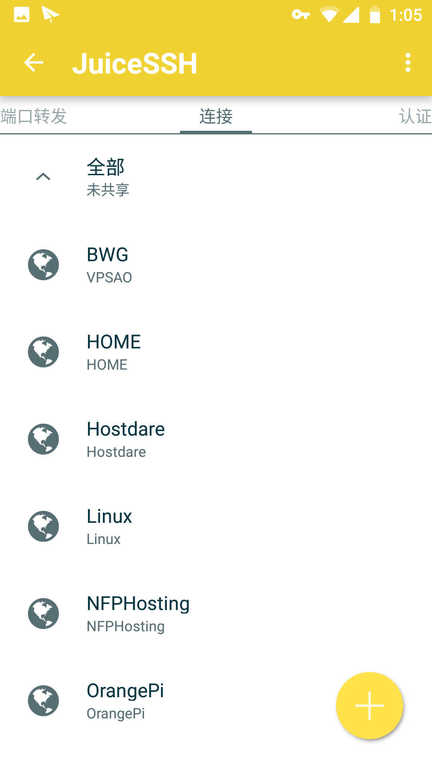 1:05
JuiceSSH
端口转发 连接 认证
全部
未共享
BWG
VPSAO
HOME
HOME
Hostdare
Hostdare
Linux
Linux
NFPHosting
NFPHosting
OrangePi
OrangePi